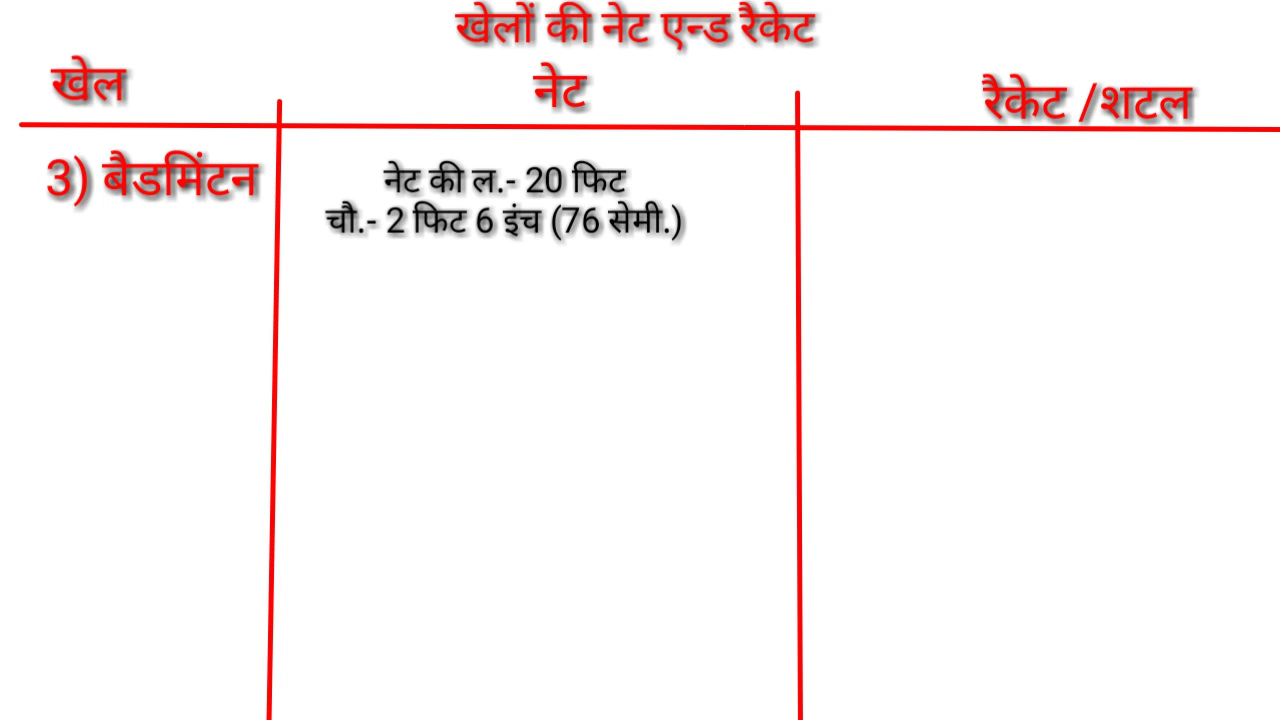 खेलों की नेट एन्ड रैकेट
खेल
नेट
रैकेट /शटल
3) बैडमिंटन
नेट की ल.- 20 फिट
चौ.- 2 फिट 6 इंच (76 सेमी.)